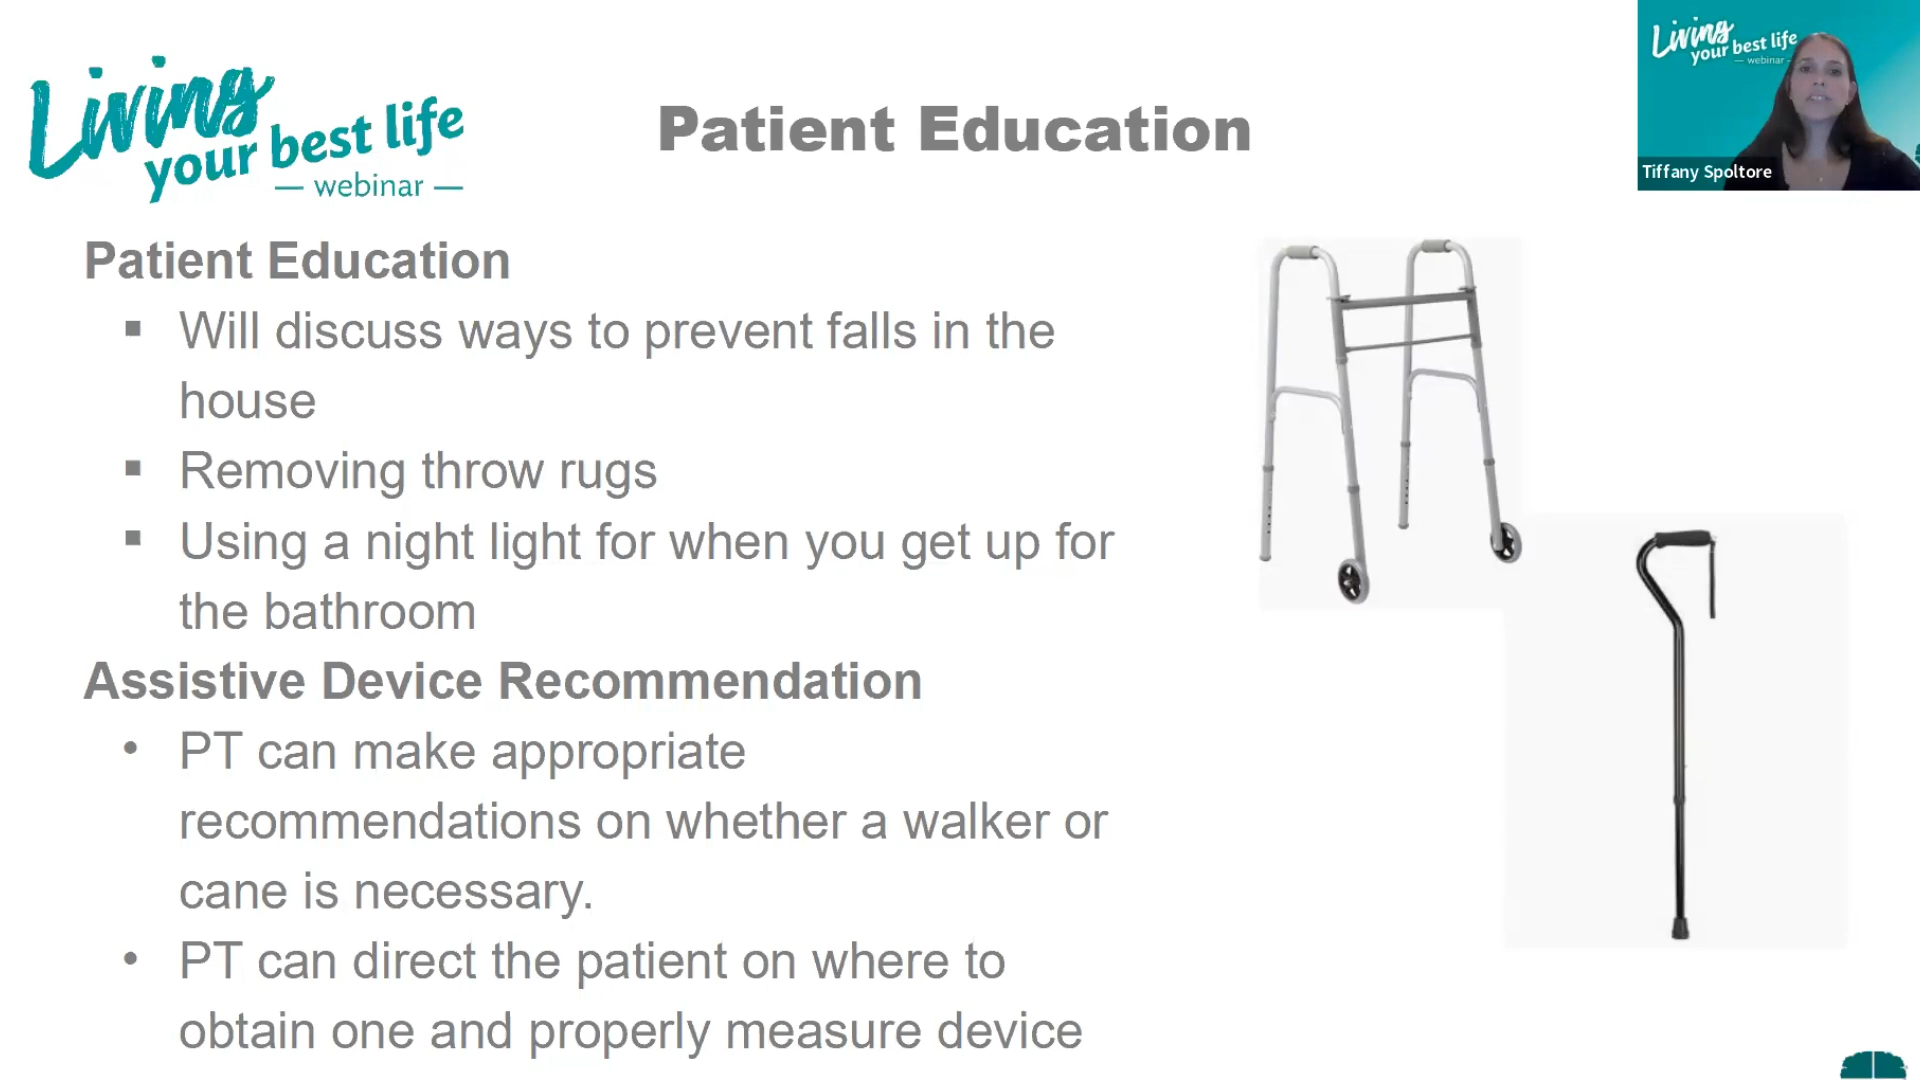 Living
your best life
— webinar —
Patient Education
Living
your best life
— webinar —
Tiffany Spoltore
Patient Education
▪ Will discuss ways to prevent falls in the
house
▪ Removing throw rugs
▪ Using a night light for when you get up for
the bathroom
Assistive Device Recommendation
• PT can make appropriate
recommendations on whether a walker or
cane is necessary.
• PT can direct the patient on where to
obtain one and properly measure device